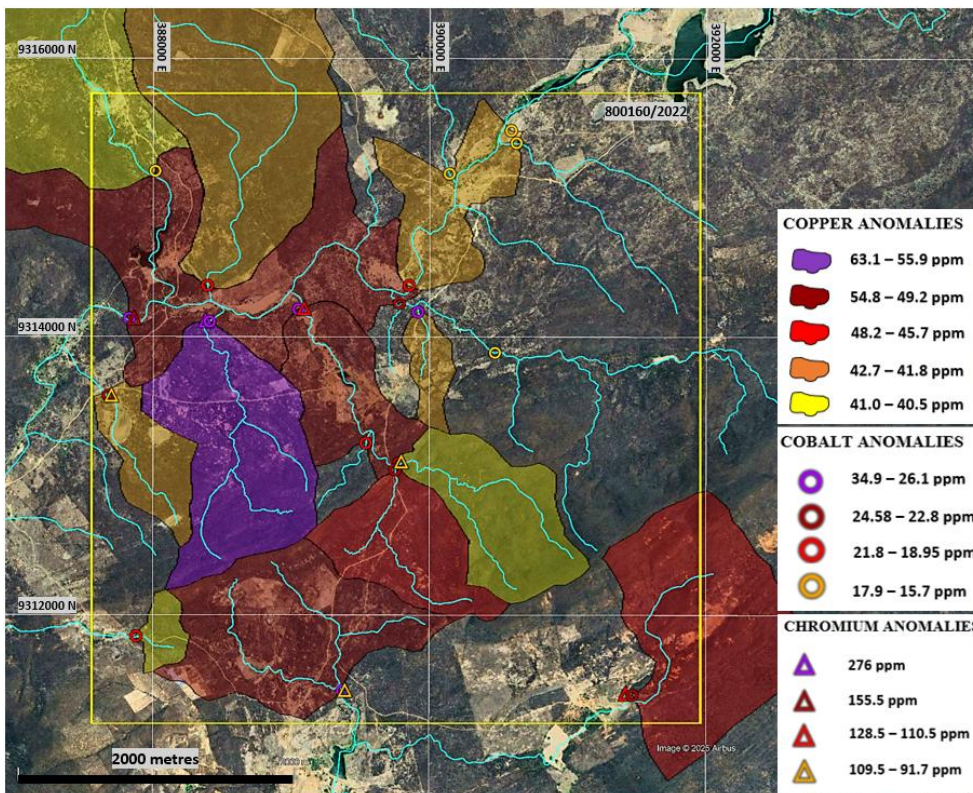 9316000 N
388000 E
390000 E
392000 E
800160/2022
9314000 N
9312000 N
2000 metres
Image © 2025 Airbus
COPPER ANOMALIES
63.1 – 55.9 ppm
54.8 – 49.2 ppm
48.2 – 45.7 ppm
42.7 – 41.8 ppm
41.0 – 40.5 ppm
COBALT ANOMALIES
34.9 – 26.1 ppm
24.58 – 22.8 ppm
21.8 – 18.95 ppm
17.9 – 15.7 ppm
CHROMIUM ANOMALIES
276 ppm
155.5 ppm
128.5 – 110.5 ppm
109.5 – 91.7 ppm